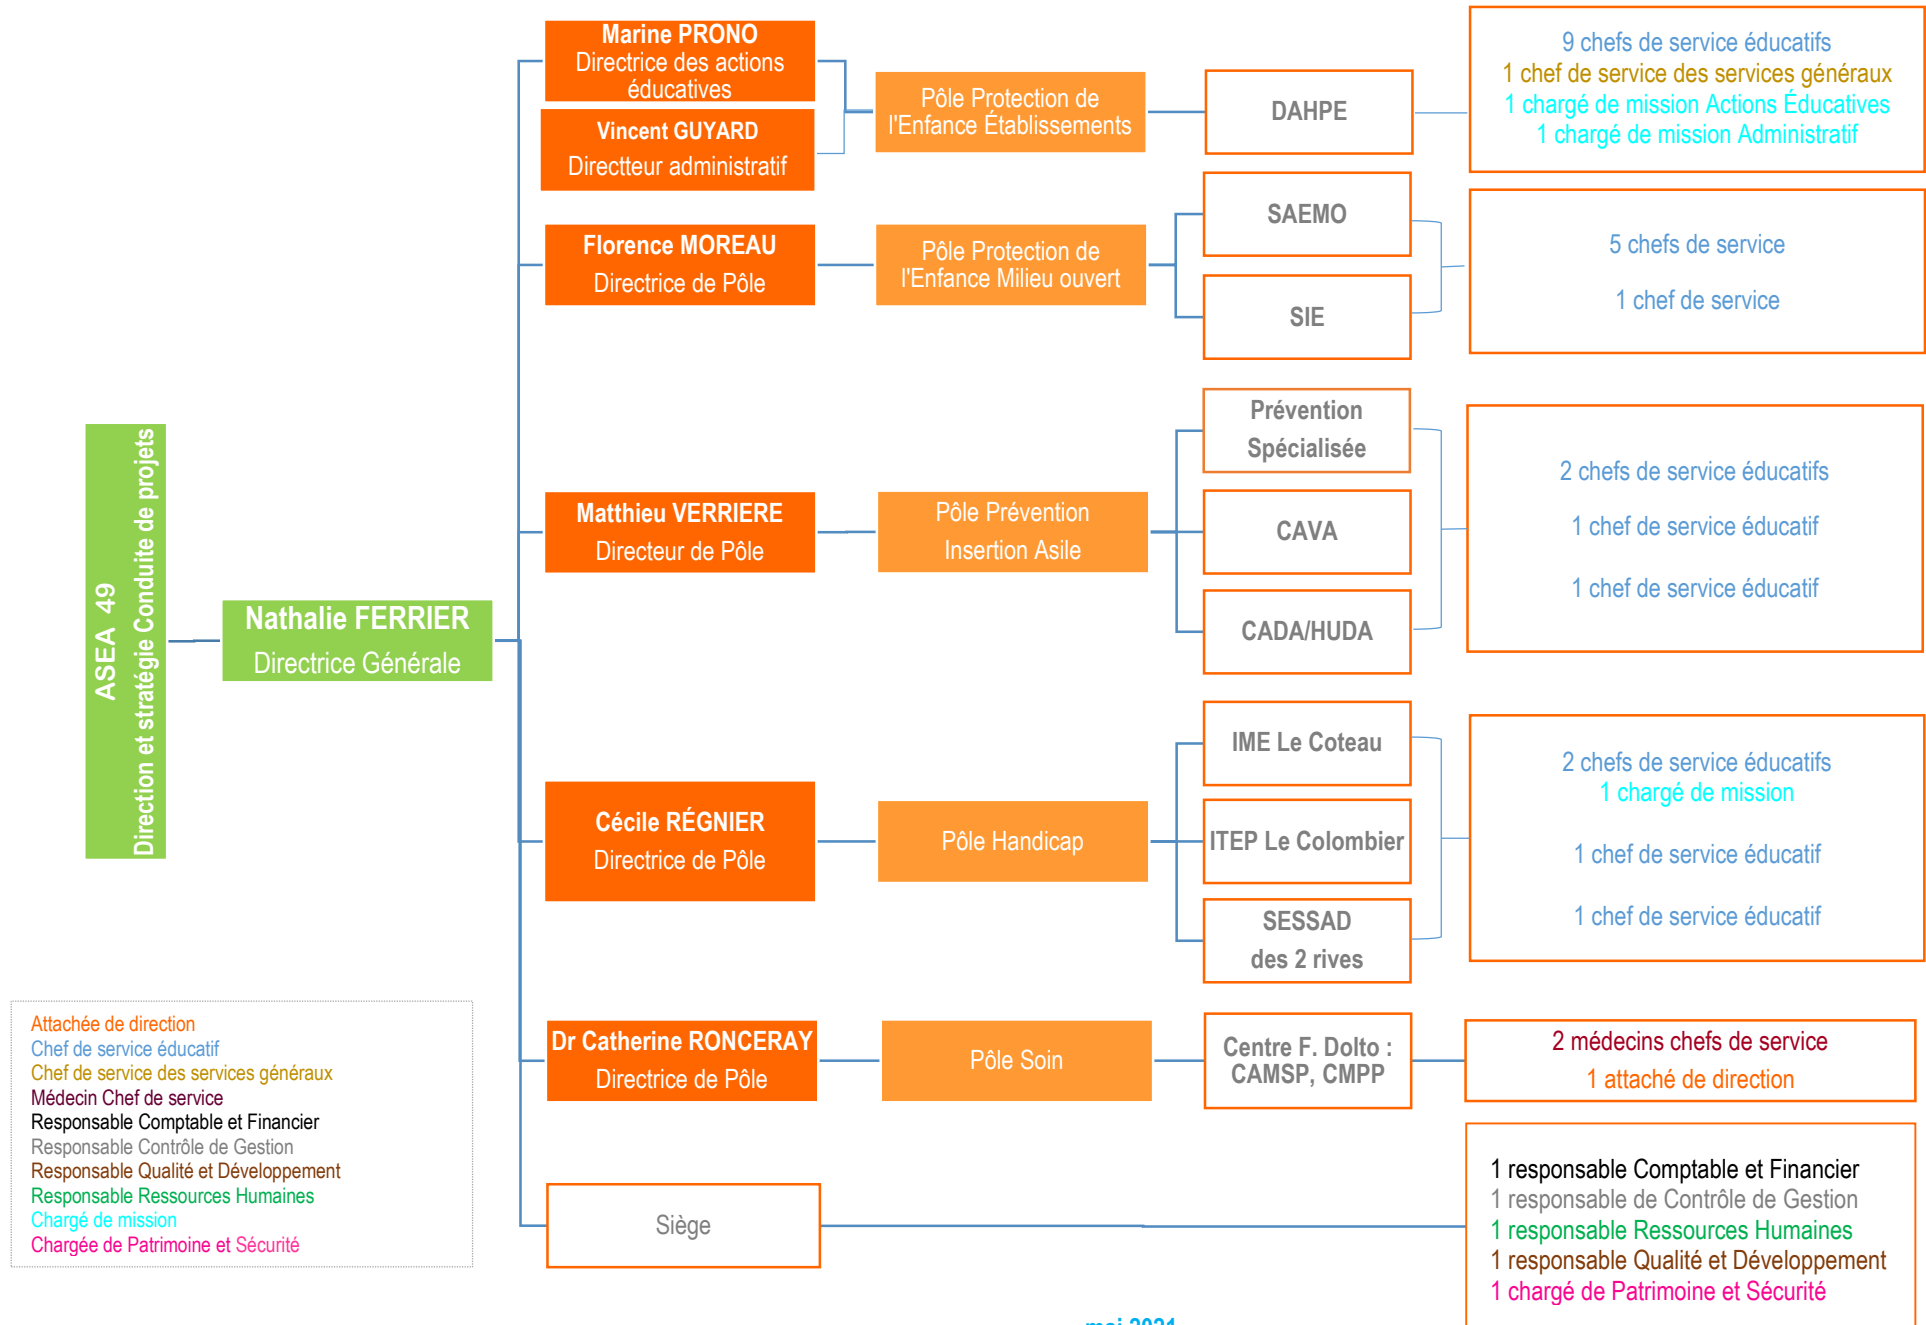 ASEA 49
Direction et stratégie Conduite de projets
Nathalie FERRIER
Directrice Générale
Marine PRONO
Directrice des actions
éducatives
Vincent GUYARD
Directteur administratif
Pôle Protection de
l'Enfance Établissements
DAHPE
9 chefs de service éducatifs
1 chef de service des services généraux
1 chargé de mission Actions Éducatives
1 chargé de mission Administratif
Florence MOREAU
Directrice de Pôle
Pôle Protection de
l'Enfance Milieu ouvert
SAEMO
SIE
5 chefs de service
1 chef de service
Matthieu VERRIERE
Directeur de Pôle
Pôle Prévention
Insertion Asile
Prévention
Spécialisée
CAVA
CADA/HUDA
2 chefs de service éducatifs
1 chef de service éducatif
1 chef de service éducatif
Cécile RÉGNIER
Directrice de Pôle
Pôle Handicap
IME Le Coteau
ITEP Le Colombier
SESSAD
des 2 rives
2 chefs de service éducatifs
1 chargé de mission
1 chef de service éducatif
1 chef de service éducatif
Dr Catherine RONCERAY
Directrice de Pôle
Pôle Soin
Centre F. Dolto :
CAMSP, CMPP
2 médecins chefs de service
1 attaché de direction
Siège
1 responsable Comptable et Financier
1 responsable de Contrôle de Gestion
1 responsable Ressources Humaines
1 responsable Qualité et Développement
1 chargé de Patrimoine et Sécurité
Attachée de direction
Chef de service éducatif
Chef de service des services généraux
Médecin Chef de service
Responsable Comptable et Financier
Responsable Contrôle de Gestion
Responsable Qualité et Développement
Responsable Ressources Humaines
Chargé de mission
Chargée de Patrimoine et Sécurité
mai 2021